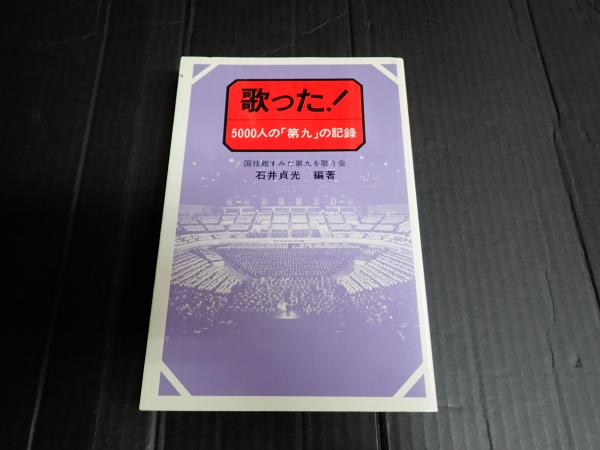 歌った!
5000人の「第九」の記録
国技館すみだ第九を歌う会
石井貞光 編著